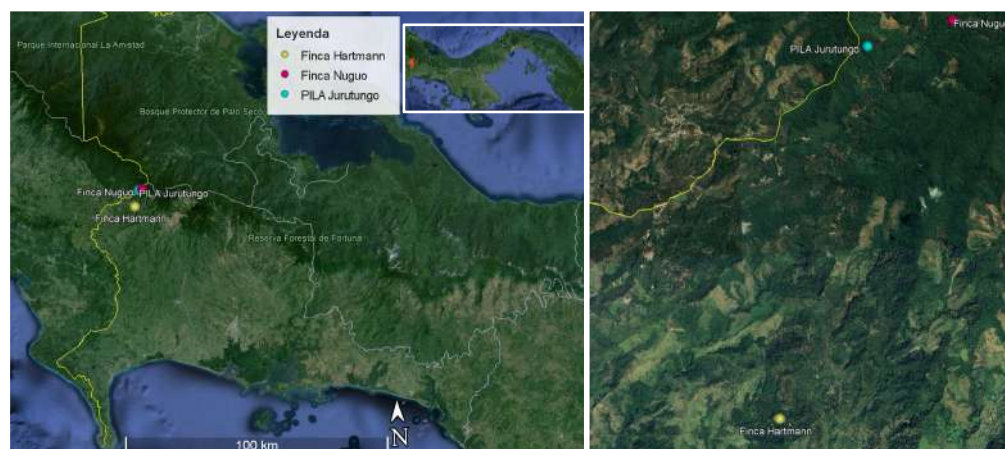 Parque Internacional La Amistad
Leyenda
Finca Hartmann
Finca Nuguo
PILA Jurutungo
Bosque Protector de Palo Seco
Finca Nuguo
PILA Jurutungo
Finca Hartmann
Reserva Forestal de Fortuna
100 km
N
Finca Nugu
PILA Jurutungo
Finca Hartmann